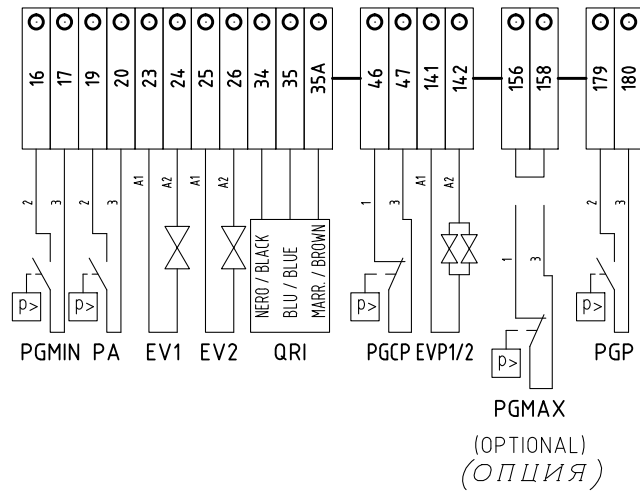 16 17 19 20 23 24 25 26 34 35 35A 46 47 141 142 156 158 179 180
2 3 2 3 A1 A2 A1 A2 1 3 A1 A2 2 3
1 3
NERO / BLACK
BLU / BLUE
MARR. / BROWN
P> P> P> P>
PGMIN PA EV1 EV2 QRI PGCP EVP1/2 PGP
P>
PGMAX
(OPTIONAL)
(ОПЦИЯ)